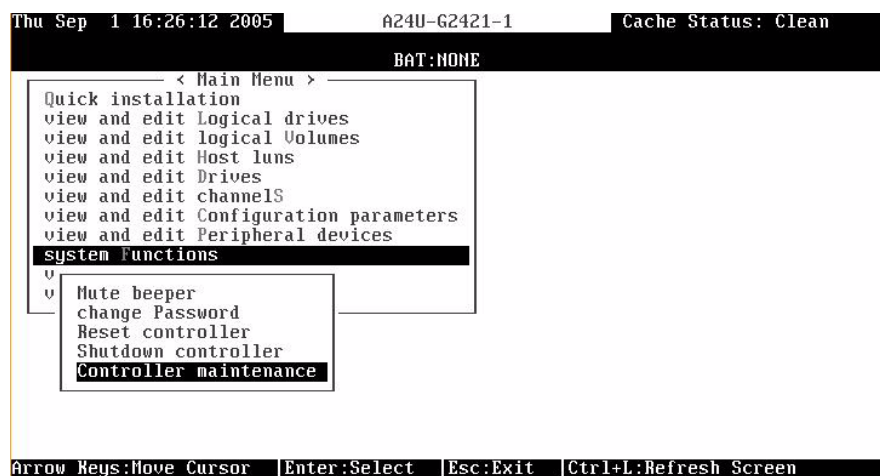 Thu Sep 1 16:26:12 2005 A24U-G2421-1 Cache Status: Clean
BAT:NONE
< Main Menu >
Quick installation
view and edit Logical drives
view and edit logical Volumes
view and edit Host luns
view and edit Drives
view and edit channelS
view and edit Configuration parameters
view and edit Peripheral devices
system Functions
v
v
Mute beeper
change Password
Reset controller
Shutdown controller
Controller maintenance
Arrow Keys:Move Cursor |Enter:Select |Esc:Exit |Ctrl+L:Refresh Screen